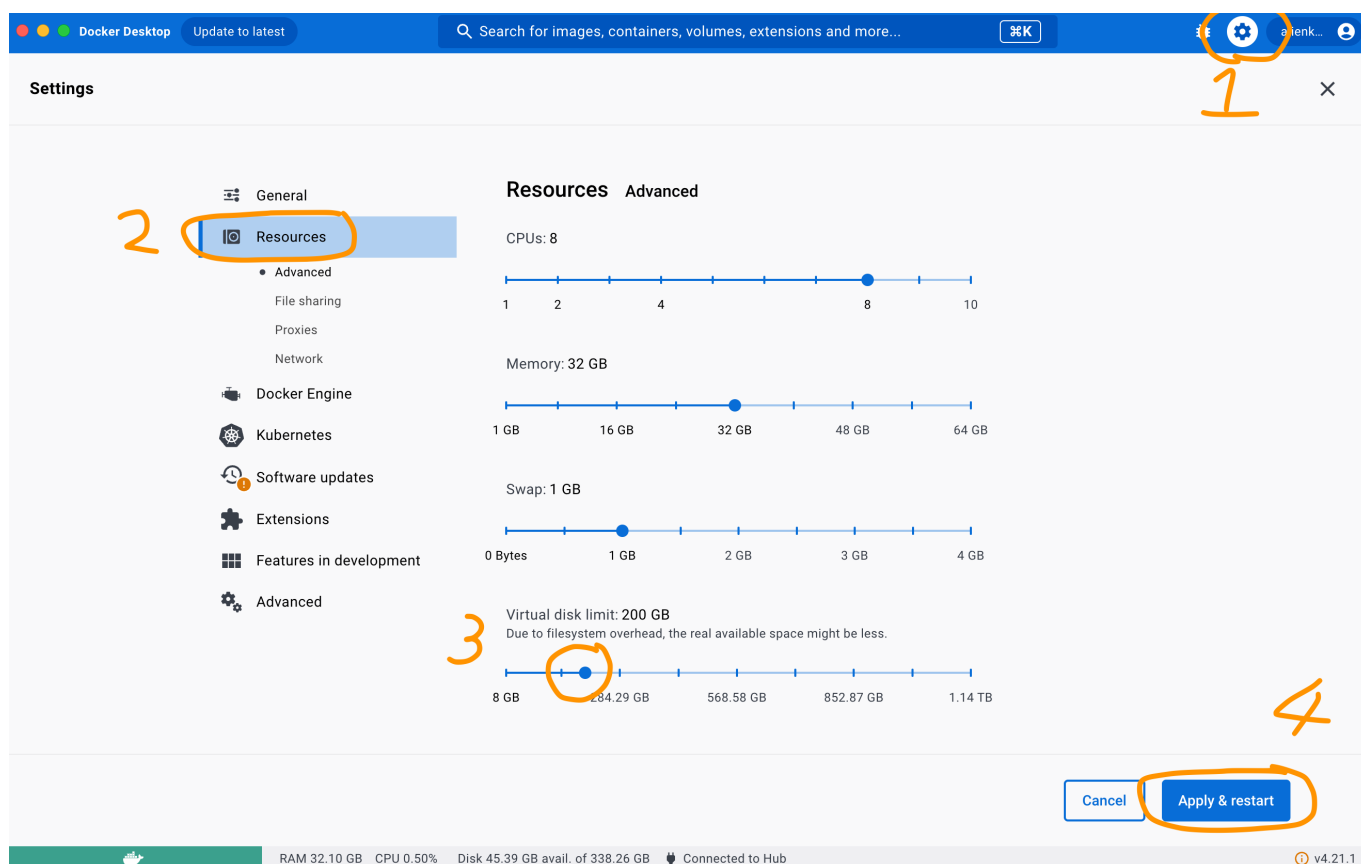 Docker Desktop Update to latest Search for images, containers, volumes, extensions and more... ⌘K
1
Settings
General
2 Resources
Advanced
File sharing
Proxies
Network
Docker Engine
Kubernetes
Software updates
Extensions
Features in development
Advanced
Resources Advanced
CPUs: 8
1 2 4 8 10
Memory: 32 GB
1 GB 16 GB 32 GB 48 GB 64 GB
Swap: 1 GB
0 Bytes 1 GB 2 GB 3 GB 4 GB
3
Virtual disk limit: 200 GB
Due to filesystem overhead, the real available space might be less.
8 GB 284.29 GB 568.58 GB 852.87 GB 1.14 TB
4
Cancel Apply & restart
RAM 32.10 GB CPU 0.50% Disk 45.39 GB avail. of 338.26 GB Connected to Hub v4.21.1